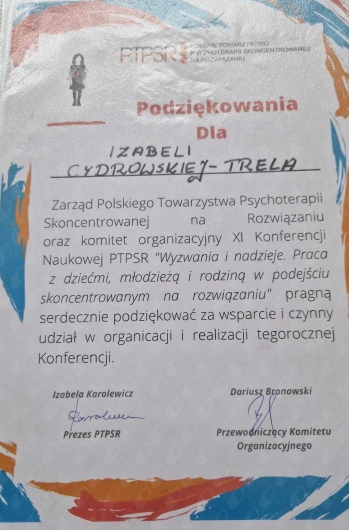 PTPSR
POLSKIE TOWARZYSTWO
PSYCHOTERAPII SKONCENTROWANEJ
NA ROZWIĄZANIU
Podziękowania
Dla
IZABELI
CYDROWSKIEJ-TRELA
Zarząd Polskiego Towarzystwa Psychoterapii
Skoncentrowanej na Rozwiązaniu
oraz komitet organizacyjny XI Konferencji
Naukowej PTPSR "Wyzwania i nadzieje. Praca
z dziećmi, młodzieżą i rodziną w podejściu
skoncentrowanym na rozwiązaniu" pragną
serdecznie podziękować za wsparcie i czynny
udział w organicacji i realizacji tegorocznej
Konferencji.
Izabela Karolewicz
Prezes PTPSR
Dariusz Bronowski
Przewodniczący Komitetu
Organizacyjnego